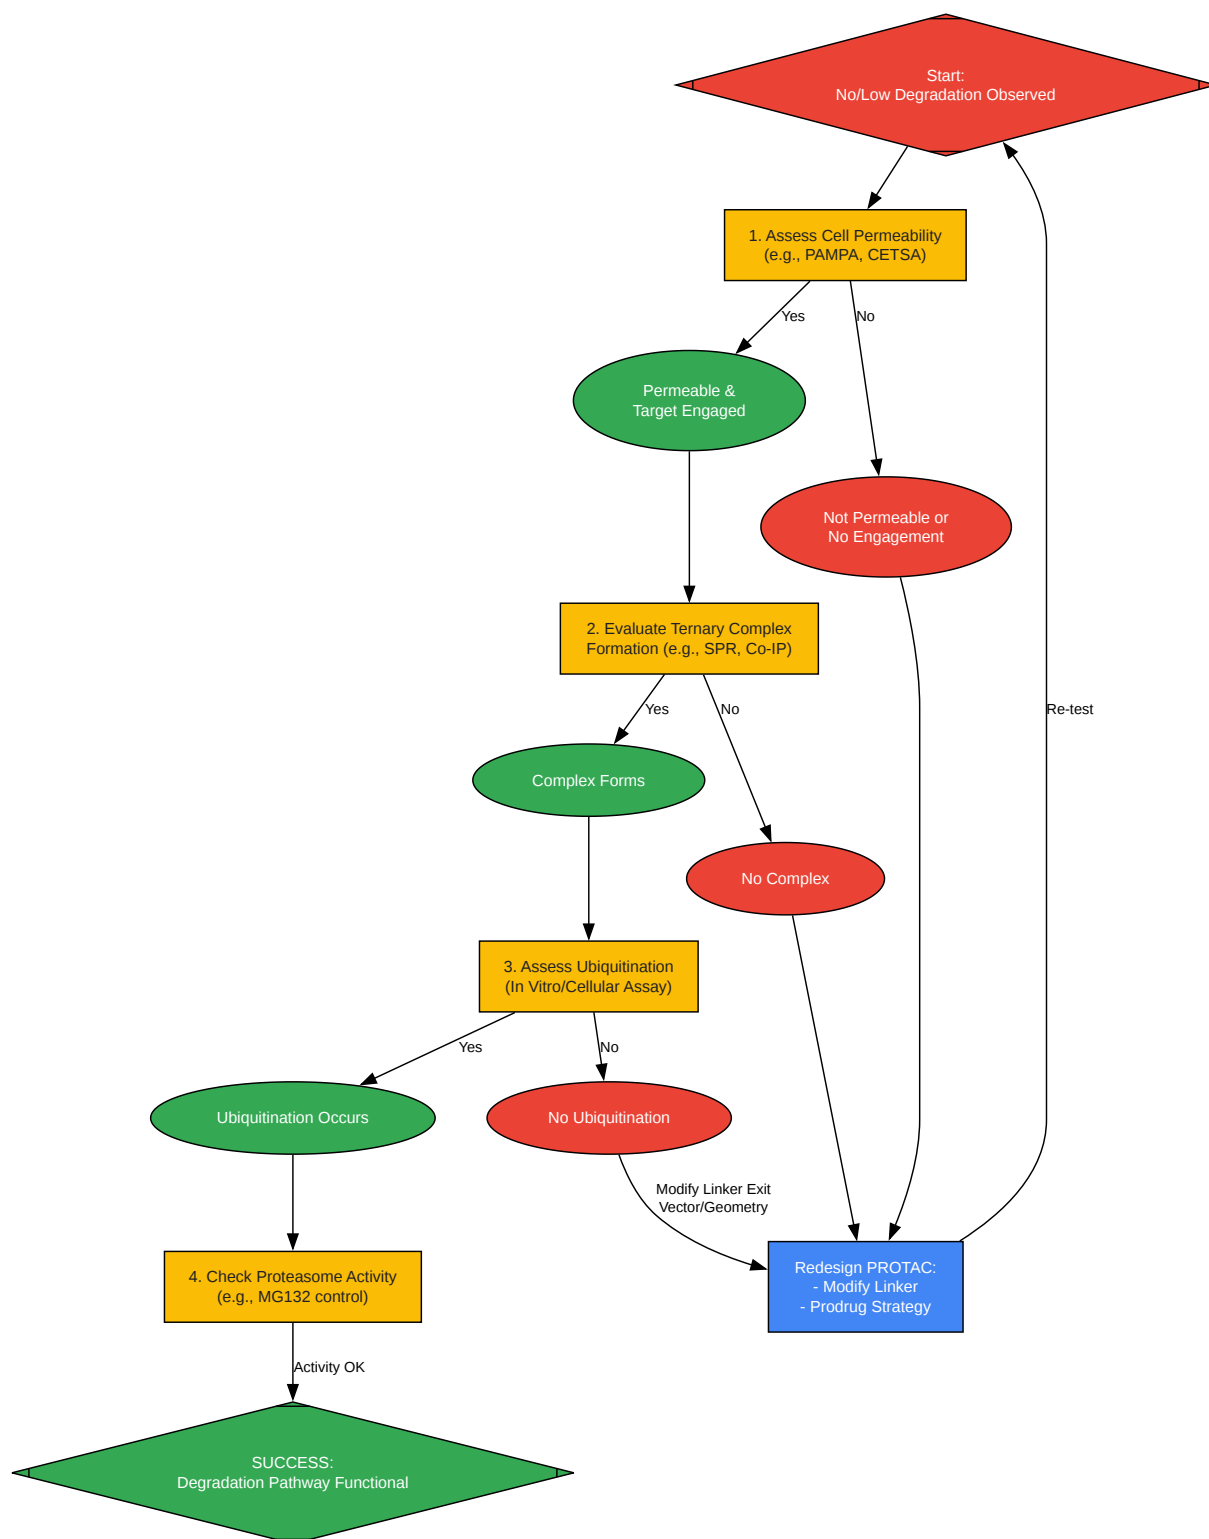 Start:
No/Low Degradation Observed
1. Assess Cell Permeability
(e.g., PAMPA, CETSA)
Yes
No
Permeable &
Target Engaged
Not Permeable or
No Engagement
2. Evaluate Ternary Complex
Formation (e.g., SPR, Co-IP)
Yes
No
Re-test
Complex Forms
No Complex
3. Assess Ubiquitination
(In Vitro/Cellular Assay)
Yes
No
Ubiquitination Occurs
No Ubiquitination
Modify Linker Exit
Vector/Geometry
4. Check Proteasome Activity
(e.g., MG132 control)
Redesign PROTAC:
- Modify Linker
- Prodrug Strategy
Activity OK
SUCCESS:
Degradation Pathway Functional